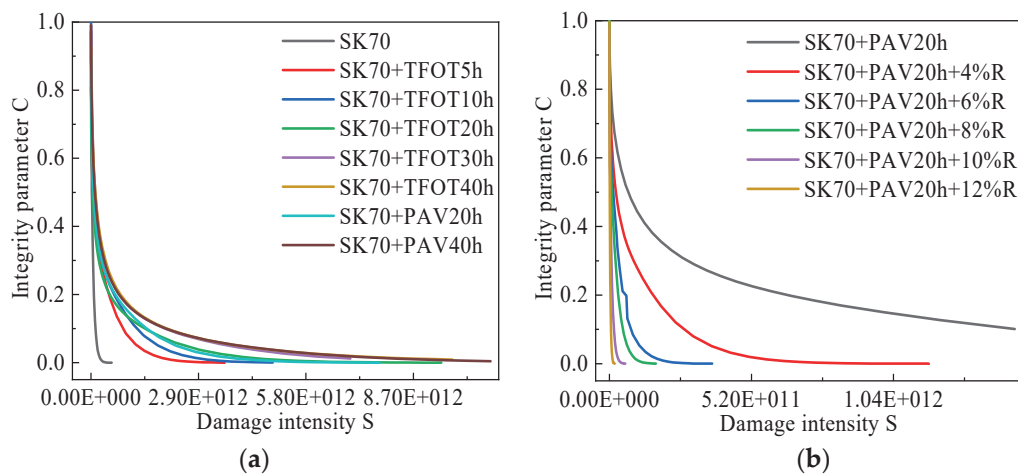 Integrity parameter C
1.0
0.8
0.6
0.4
0.2
0.0
SK70
SK70+TFOT5h
SK70+TFOT10h
SK70+TFOT20h
SK70+TFOT30h
SK70+TFOT40h
SK70+PAV20h
SK70+PAV40h
0.00E+000 2.90E+012 5.80E+012 8.70E+012
Damage intensity S
(a)
Integrity parameter C
1.0
0.8
0.6
0.4
0.2
0.0
SK70+PAV20h
SK70+PAV20h+4%R
SK70+PAV20h+6%R
SK70+PAV20h+8%R
SK70+PAV20h+10%R
SK70+PAV20h+12%R
0.00E+000 5.20E+011 1.04E+012
Damage intensity S
(b)